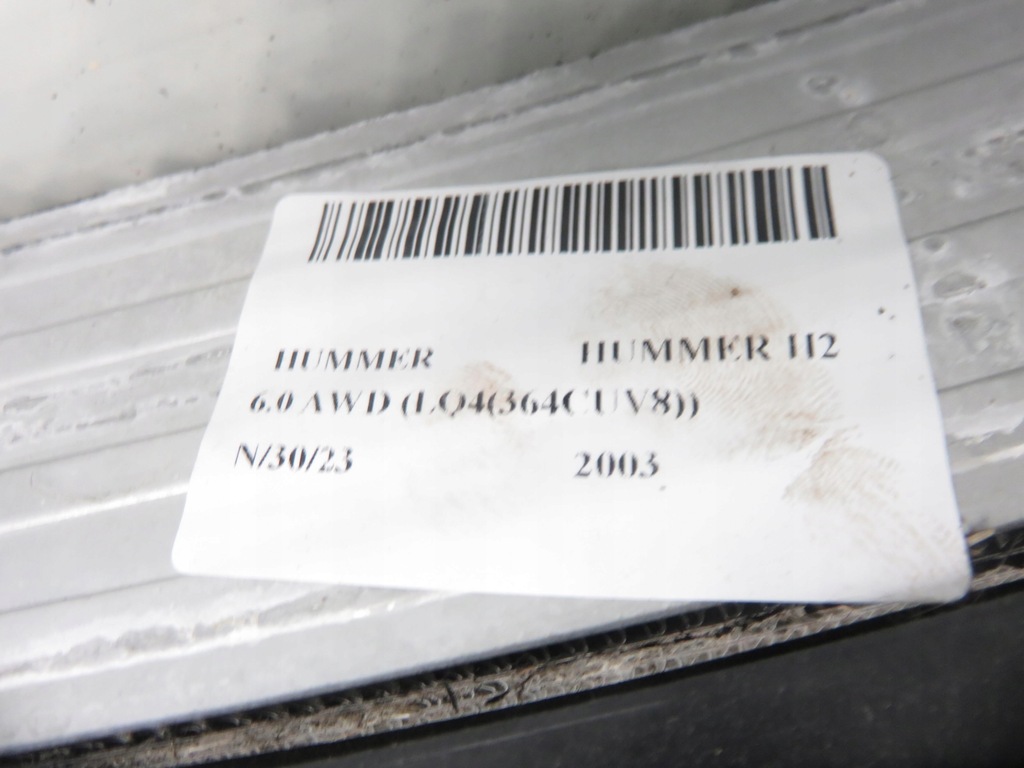 HUMMER HUMMER H2
6.0 AWD (LQ4(364CUV8))
N/30/23 2003